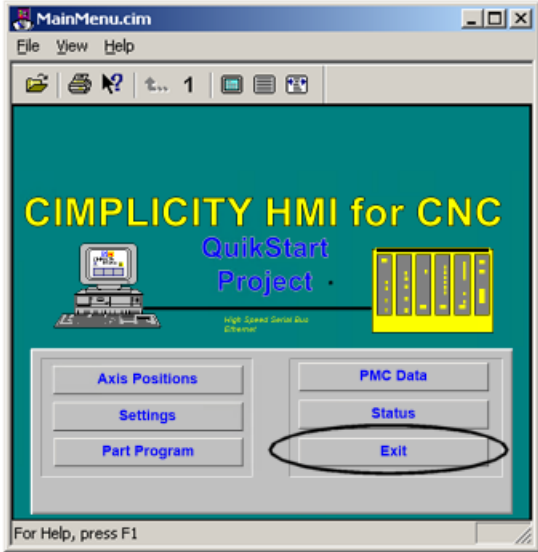 MainMenu.cim
File View Help
1
CIMPLICITY HMI for CNC
QuikStart
Project
High Speed Serial Bus
Ethernet
Axis Positions
PMC Data
Settings
Status
Part Program
Exit
For Help, press F1